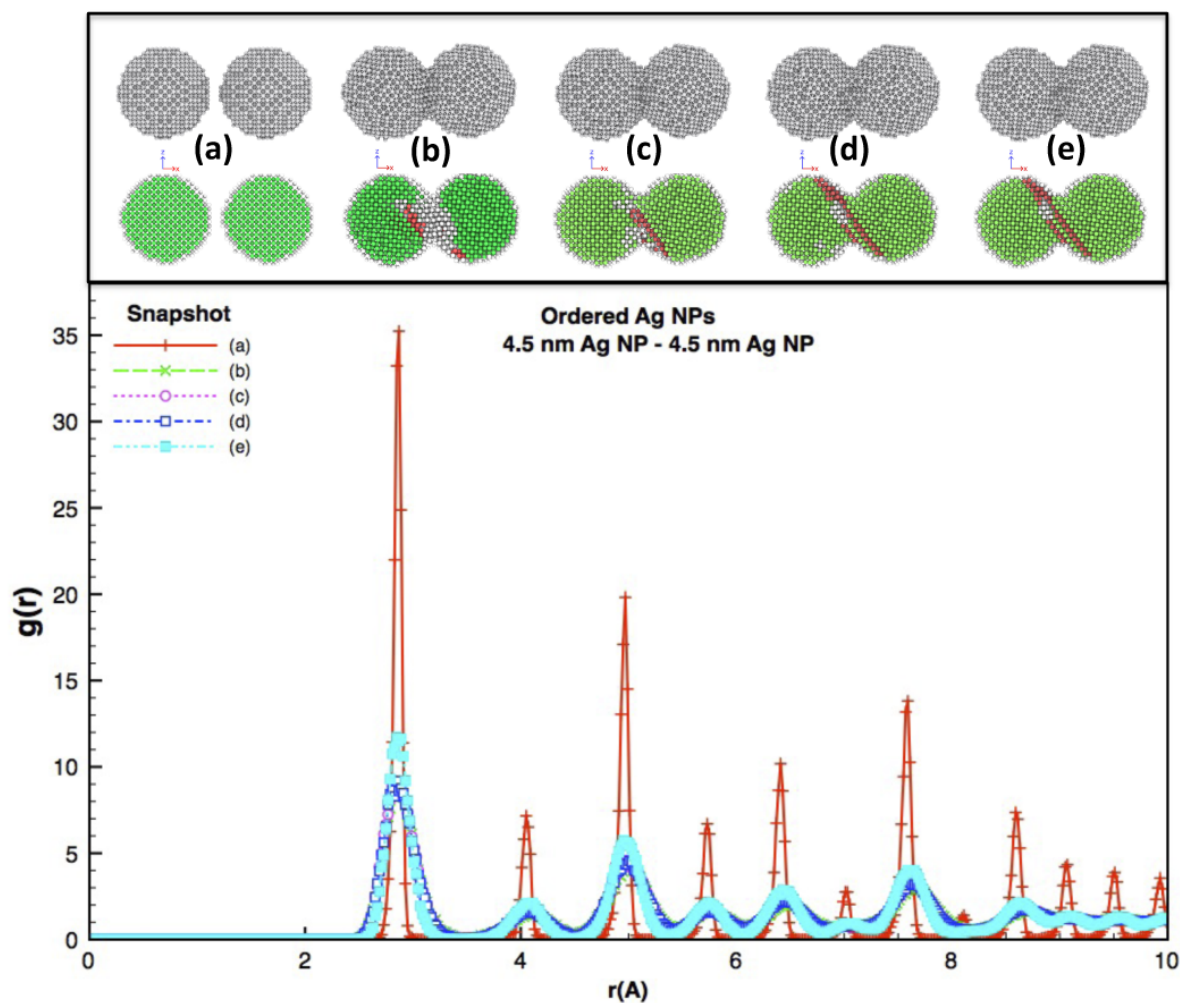 (a) (b) (c) (d) (e)
z x z x z x z x z x
Snapshot
(a)
(b)
(c)
(d)
(e)
Ordered Ag NPs
4.5 nm Ag NP - 4.5 nm Ag NP
g(r)
35
30
25
20
15
10
5
0
0 2 4 6 8 10
r(A)